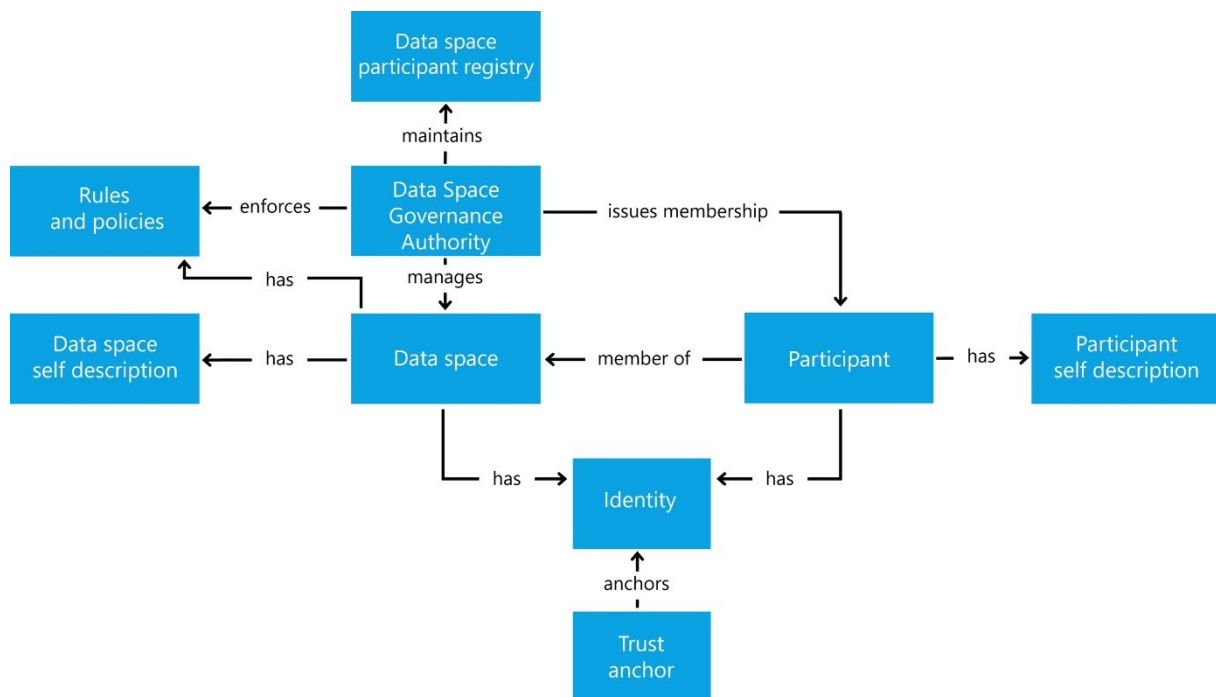 Data space
participant registry
maintains
Rules
and policies
enforces
Data Space
Governance
Authority
issues membership
manages
has
Data space
self description
has
Data space
member of
Participant
has
Participant
self description
has
Identity
has
anchors
Trust
anchor